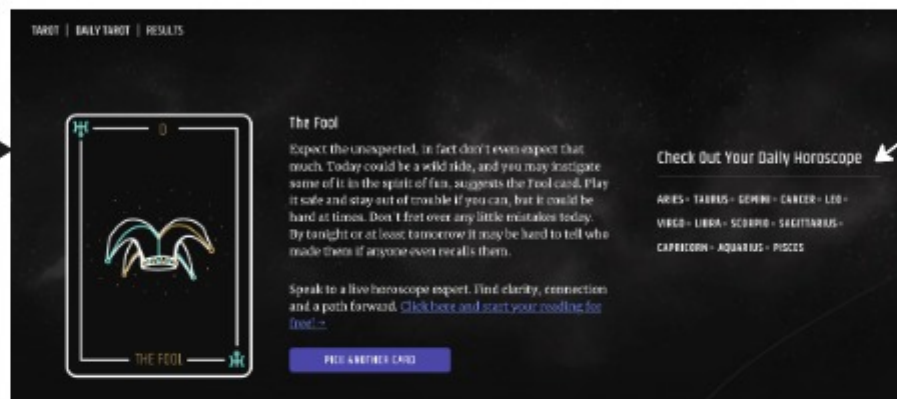 TAROT | DAILY TAROT | RESULTS
0
THE FOOL
The Fool
Expect the unexpected, in fact don't even expect that
much. Today could be a wild ride, and you may instigate
some of it in the spirit of fun, suggests the Fool card. Play
it safe and stay out of trouble if you can, but it could be
hard at times. Don't fret over any little mistakes today.
By tonight or at least tomorrow it may be hard to tell who
made them if anyone even recalls them.
Speak to a live horoscope expert. Find clarity, connection
and a path forward. Click here and start your reading for
free! →
PICK ANOTHER CARD
Check Out Your Daily Horoscope
ARIES • TAURUS • GEMINI • CANCER • LEO •
VIRGO • LIBRA • SCORPIO • SAGITTARIUS •
CAPRICORN • AQUARIUS • PISCES